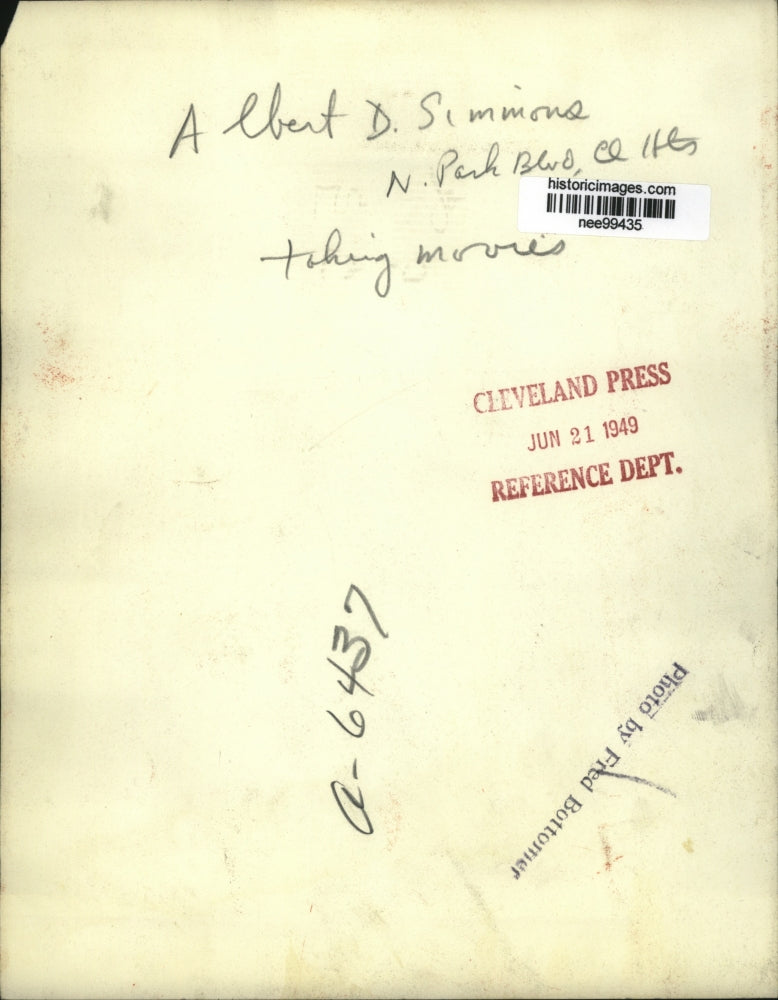 Albert D. Simmons
N. Park Blvd, Cl Hts
historicimages.com
nee99435
taking movies
CLEVELAND PRESS
JUN 21 1949
REFERENCE DEPT.
a-6437
Photo by Fred Bottomer